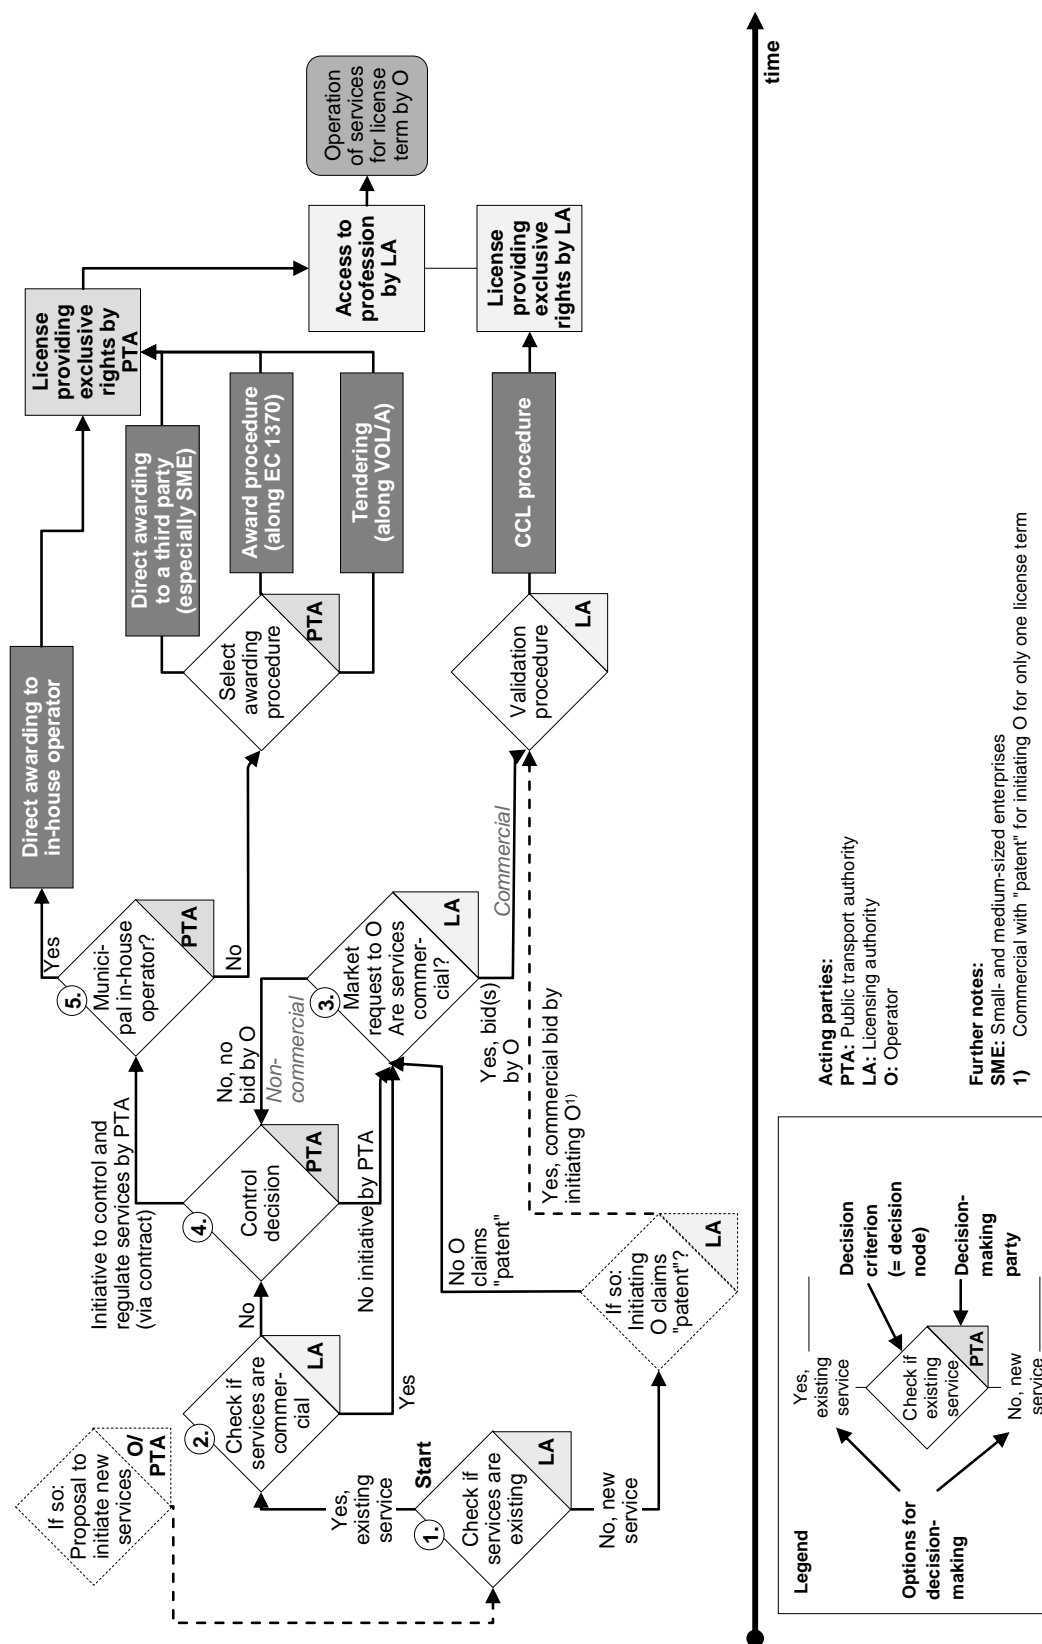 If so:
Proposal to
initiate new
services
O/
PTA
Start
1.
Check if
services are
existing
LA
Yes,
existing
service
No, new
service
2.
Check if
services are
commer-
cial
LA
No
Yes
If so:
Initiating
O claims
"patent"?
LA
No O
claims
"patent"
Yes, commercial bid by
initiating O1)
Initiative to control and
regulate services by PTA
(via contract)
4.
Control
decision
PTA
No initiative by PTA
No, no
bid by O
Non-
commercial
3.
Market
request to O
Are services
commer-
cial?
LA
Yes, bid(s)
by O
Commercial
5.
Munici-
pal in-house
operator?
PTA
Yes
No
Direct awarding to
in-house operator
Select
awarding
procedure
PTA
Validation
procedure
LA
Direct awarding
to a third party
(especially SME)
Award procedure
(along EC 1370)
Tendering
(along VOL/A)
CCL procedure
License
providing
exclusive
rights by
PTA
Access to
profession
by LA
License
providing
exclusive
rights by LA
Operation
of services
for license
term by O
time
Legend
Options for
decision-
making
Yes,
existing
service
Check if
existing
service
PTA
No, new
service
Decision
criterion
(= decision
node)
Decision-
making
party
Acting parties:
PTA: Public transport authority
LA: Licensing authority
O: Operator
Further notes:
SME: Small- and medium-sized enterprises
1) Commercial with "patent" for initiating O for only one license term